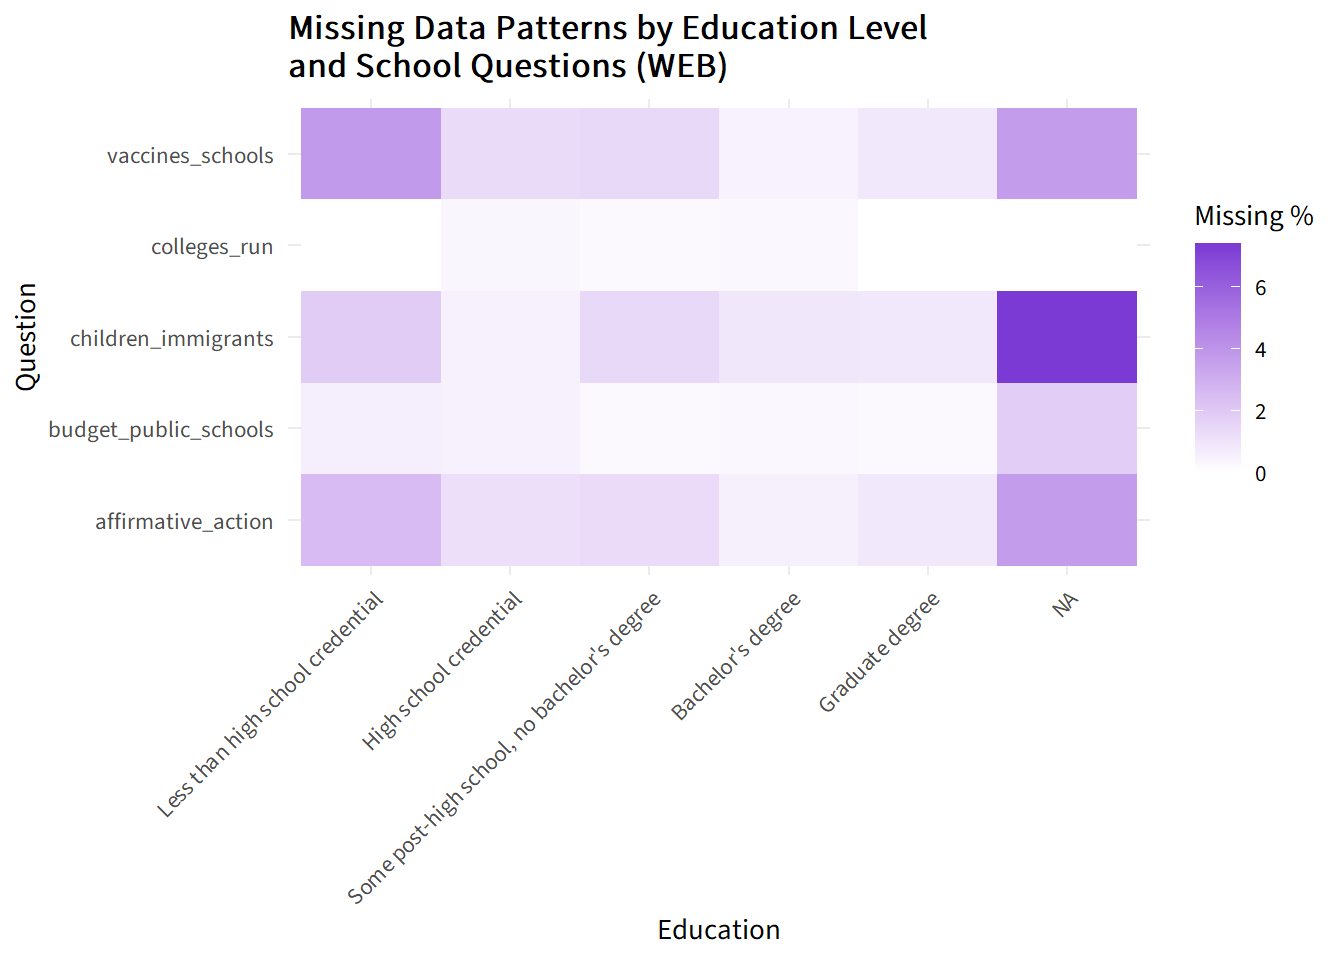 Missing Data Patterns by Education Level
and School Questions (WEB)
Question
vaccines_schools
colleges_run
children_immigrants
budget_public_schools
affirmative_action
Less than high school credential
High school credential
Some post-high school, no bachelor's degree
Bachelor's degree
Graduate degree
NA
Education
Missing %
6
4
2
0